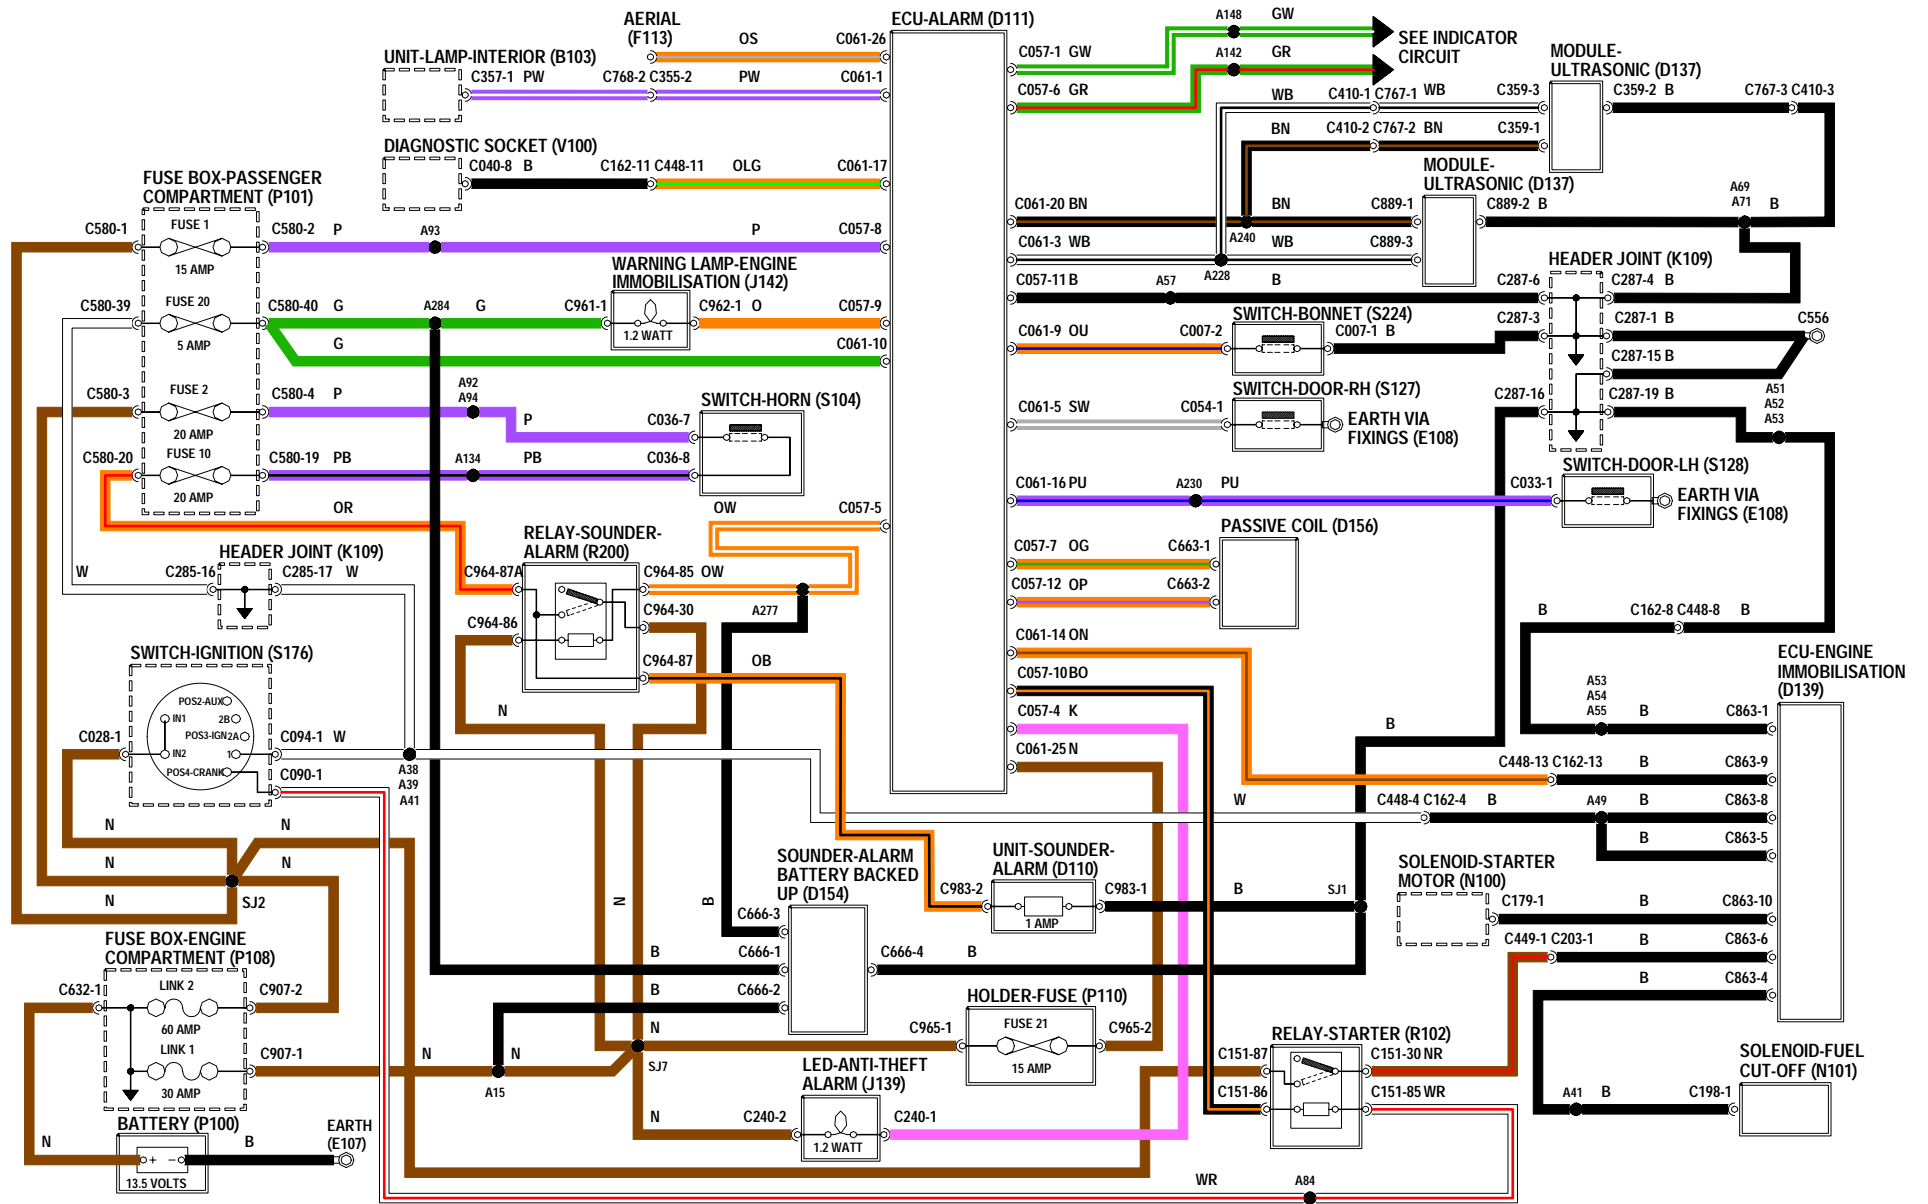 AERIAL
(F113)
OS
C061-26
ECU-ALARM (D111)
A148
GW
C057-1 GW
SEE INDICATOR
CIRCUIT
A142
GR
C057-6 GR
UNIT-LAMP-INTERIOR (B103)
C357-1 PW
C768-2 C355-2
PW
C061-1
MODULE-
ULTRASONIC (D137)
WB
C410-1
C767-1 WB
C359-3
C359-2 B
C767-3 C410-3
BN
C410-2 C767-2 BN
C359-1
DIAGNOSTIC SOCKET (V100)
C040-8 B
C162-11 C448-11
OLG
C061-17
MODULE-
ULTRASONIC (D137)
C061-20 BN
A240
BN
C889-1
C889-2 B
A69
A71
B
C061-3 WB
A228
WB
C889-3
FUSE BOX-PASSENGER
COMPARTMENT (P101)
C580-1
FUSE 1
15 AMP
C580-2 P
A93
P
C057-8
C580-39
FUSE 20
5 AMP
C580-40 G
A284
G
C961-1
WARNING LAMP-ENGINE
IMMOBILISATION (J142)
1.2 WATT
C962-1 O
C057-9
G
C061-10
C057-11 B
A57
B
C287-6
HEADER JOINT (K109)
C287-4 B
C061-9 OU
C007-2
SWITCH-BONNET (S224)
C007-1 B
C287-3
C287-1 B
C556
C287-15 B
C580-3
FUSE 2
20 AMP
C580-4 P
A92
A94
P
C036-7
SWITCH-HORN (S104)
C061-5 SW
C054-1
SWITCH-DOOR-RH (S127)
EARTH VIA
FIXINGS (E108)
C287-16
C287-19 B
A51
A52
A53
C580-20
FUSE 10
20 AMP
C580-19 PB
A134
PB
C036-8
OR
C061-16 PU
A230
PU
C033-1
SWITCH-DOOR-LH (S128)
EARTH VIA
FIXINGS (E108)
OW
C057-5
RELAY-SOUNDER-
ALARM (R200)
C964-87A
C964-85 OW
C964-30
A277
C964-86
C964-87
OB
N
PASSIVE COIL (D156)
C057-7 OG
C663-1
C057-12 OP
C663-2
HEADER JOINT (K109)
W
C285-16
C285-17 W
C061-14 ON
C057-10 BO
C057-4 K
C061-25 N
B
C162-8 C448-8
B
ECU-ENGINE
IMMOBILISATION
(D139)
SWITCH-IGNITION (S176)
POS2-AUX
IN1
2B
POS3-IGN 2A
IN2
1
POS4-CRANK
C028-1
C094-1 W
C090-1
A38
A39
A41
A53
A54
A55
B
C863-1
B
C448-13 C162-13
B
C863-9
W
C448-4 C162-4
B
A49
B
C863-8
B
C863-5
N
N
N
N
N
SJ2
SOUNDER-ALARM
BATTERY BACKED
UP (D154)
N
B
C666-3
B
C666-1
C666-4
B
B
C666-2
UNIT-SOUNDER-
ALARM (D110)
C983-2
1 AMP
C983-1
B
SJ1
SOLENOID-STARTER
MOTOR (N100)
C179-1
B
C863-10
C449-1 C203-1
B
C863-6
B
C863-4
FUSE BOX-ENGINE
COMPARTMENT (P108)
C632-1
LINK 2
60 AMP
C907-2
LINK 1
30 AMP
C907-1
N
N
A15
N
SJ7
C965-1
HOLDER-FUSE (P110)
FUSE 21
15 AMP
C965-2
RELAY-STARTER (R102)
C151-87
C151-30 NR
C151-86
C151-85 WR
SOLENOID-FUEL
CUT-OFF (N101)
A41
B
C198-1
LED-ANTI-THEFT
ALARM (J139)
N
C240-2
1.2 WATT
C240-1
BATTERY (P100)
N
+ -
13.5 VOLTS
B
EARTH
(E107)
WR
A84